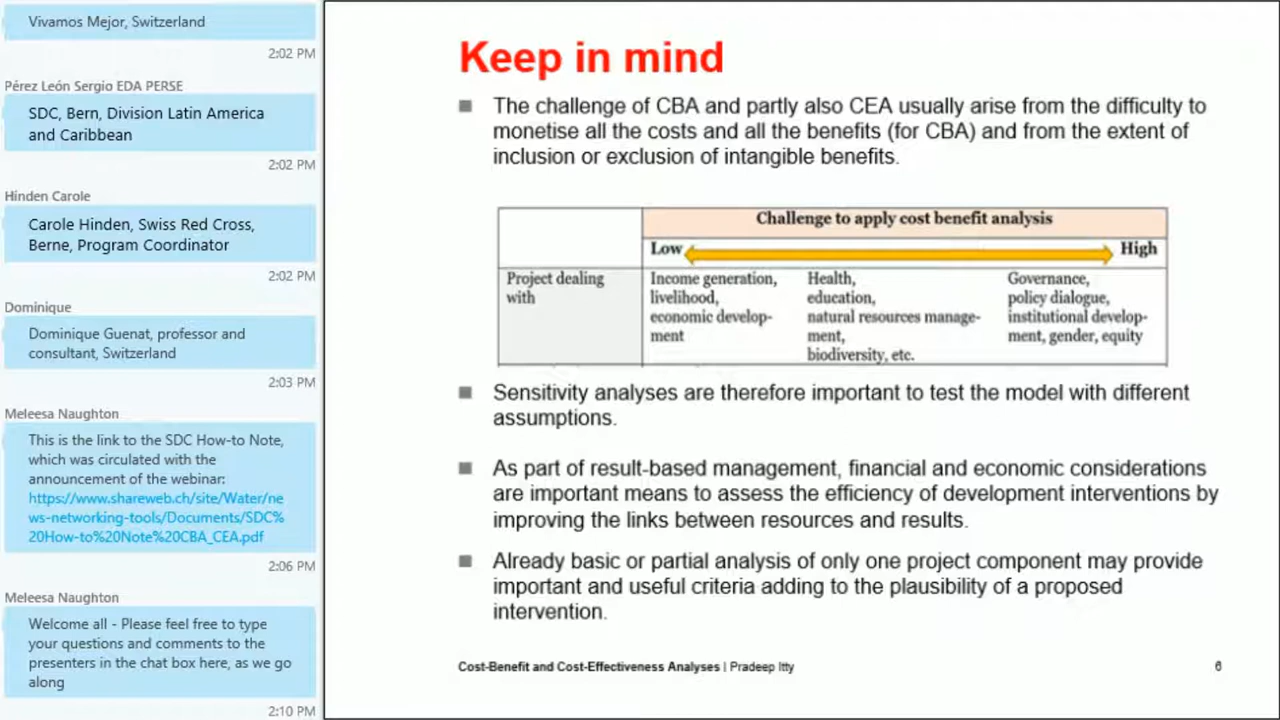 Vivamos Mejor, Switzerland
2:02 PM
Pérez León Sergio EDA PERSE
SDC, Bern, Division Latin America
and Caribbean
2:02 PM
Hinden Carole
Carole Hinden, Swiss Red Cross,
Berne, Program Coordinator
2:02 PM
Dominique
Dominique Guenat, professor and
consultant, Switzerland
2:03 PM
Meleesa Naughton
This is the link to the SDC How-to Note,
which was circulated with the
announcement of the webinar:
https://www.shareweb.ch/site/Water/ne
ws-networking-tools/Documents/SDC%
20How-to%20Note%20CBA_CEA.pdf
2:06 PM
Meleesa Naughton
Welcome all - Please feel free to type
your questions and comments to the
presenters in the chat box here, as we go
along
2:10 PM
Keep in mind
The challenge of CBA and partly also CEA usually arise from the difficulty to
monetise all the costs and all the benefits (for CBA) and from the extent of
inclusion or exclusion of intangible benefits.
Challenge to apply cost benefit analysis
Low High
Project dealing
with
Income generation,
livelihood,
economic develop-
ment
Health,
education,
natural resources manage-
ment,
biodiversity, etc.
Governance,
policy dialogue,
institutional develop-
ment, gender, equity
Sensitivity analyses are therefore important to test the model with different
assumptions.
As part of result-based management, financial and economic considerations
are important means to assess the efficiency of development interventions by
improving the links between resources and results.
Already basic or partial analysis of only one project component may provide
important and useful criteria adding to the plausibility of a proposed
intervention.
Cost-Benefit and Cost-Effectiveness Analyses | Pradeep Itty
6